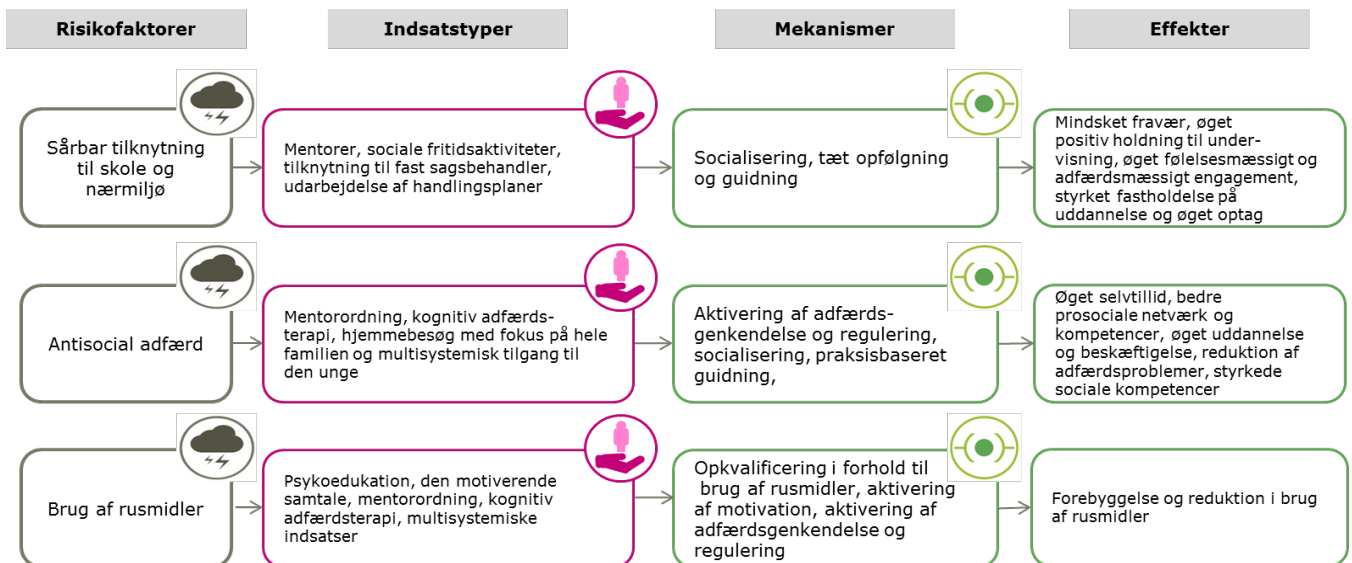 Risikofaktorer
Indsatstyper
Mekanismer
Effekter
Sårbar tilknytning
til skole og
nærmiljø
Mentorer, sociale fritidsaktiviteter,
tilknytning til fast sagsbehandler,
udarbejdelse af handlingsplaner
Socialisering, tæt opfølgning
og guidning
Mindsket fravær, øget
positiv holdning til under-
visning, øget følelsesmæssigt og
adfærdsmæssigt engagement,
styrket fastholdelse på
uddannelse og øget optag
Antisocial adfærd
Mentorordning, kognitiv adfærds-
terapi, hjemmebesøg med fokus på hele
familien og multisystemisk tilgang til
den unge
Aktivering af adfærds-
genkendelse og regulering,
socialisering, praksisbaseret
guidning,
Øget selvtillid, bedre
prosociale netværk og
kompetencer, øget uddannelse
og beskæftigelse, reduktion af
adfærdsproblemer, styrkede
sociale kompetencer
Brug af rusmidler
Psykoedukation, den motiverende
samtale, mentorordning, kognitiv
adfærdsterapi, multisystemiske
indsatser
Opkvalificering i forhold til
brug af rusmidler, aktivering
af motivation, aktivering af
adfærdsgenkendelse og
regulering
Forebyggelse og reduktion i brug
af rusmidler